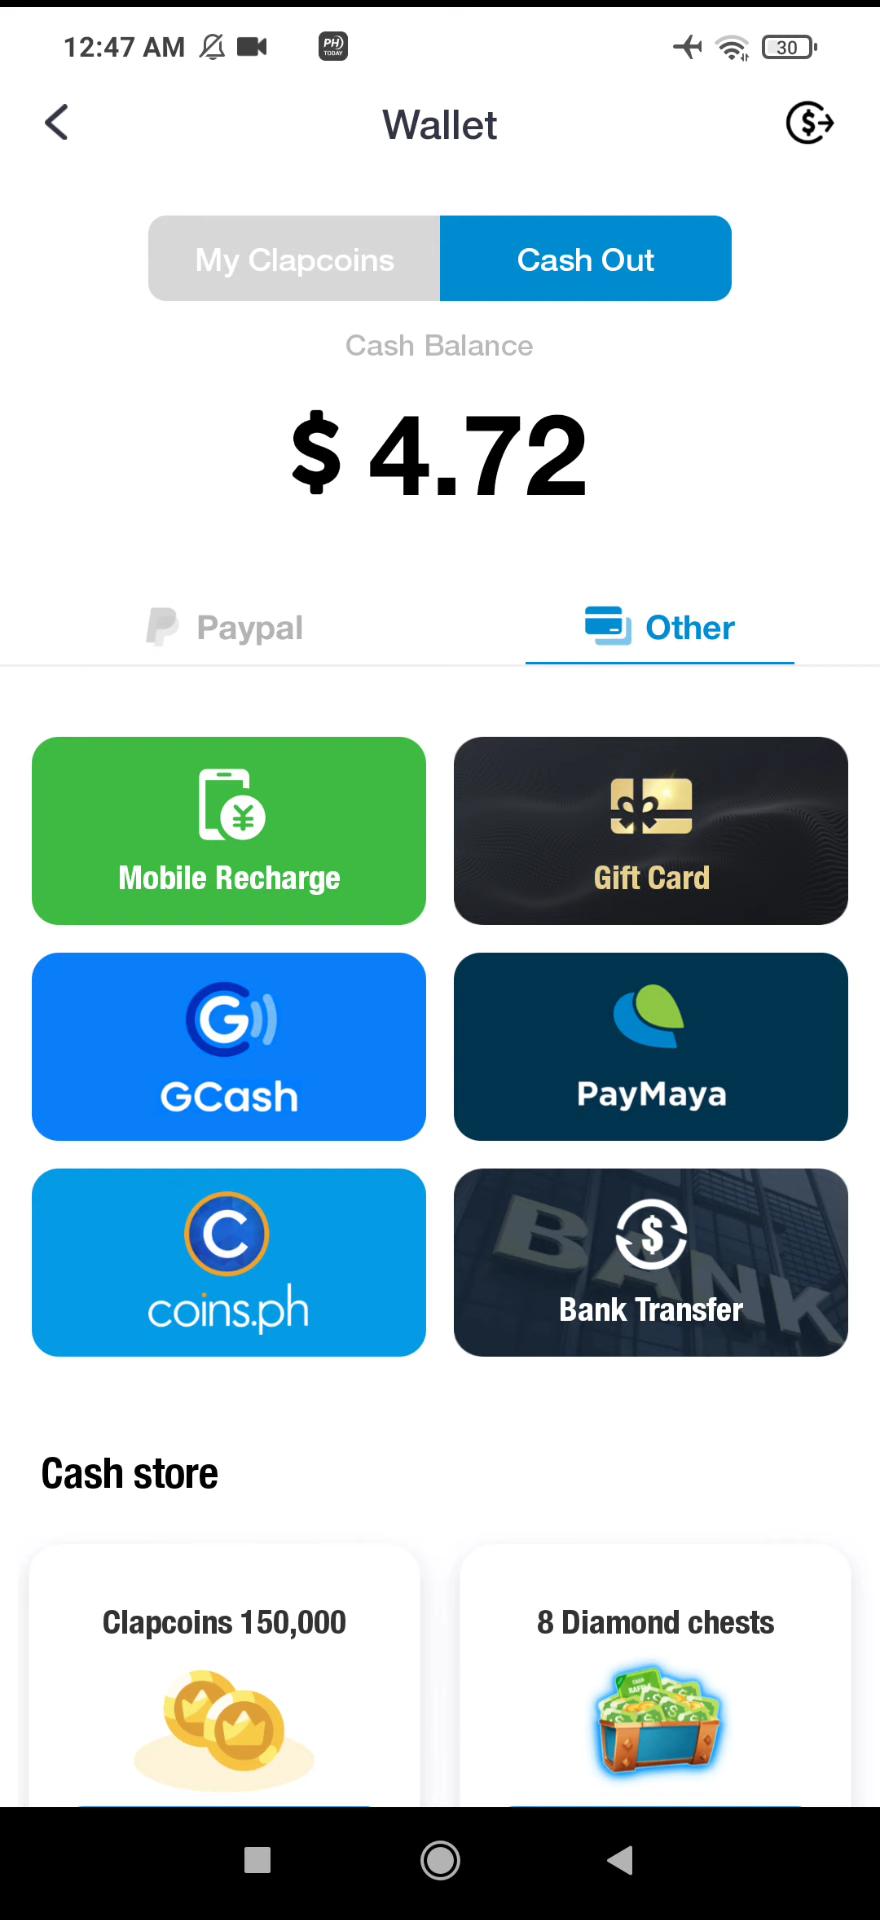 12:47 AM
PH)
TODAY
30
Wallet
My Clapcoins
Cash Out
Cash Balance
$ 4.72
Paypal
Other
Mobile Recharge
Gift Card
GCash
PayMaya
coins.ph
BANK
Bank Transfer
Cash store
Clapcoins 150,000
8 Diamond chests